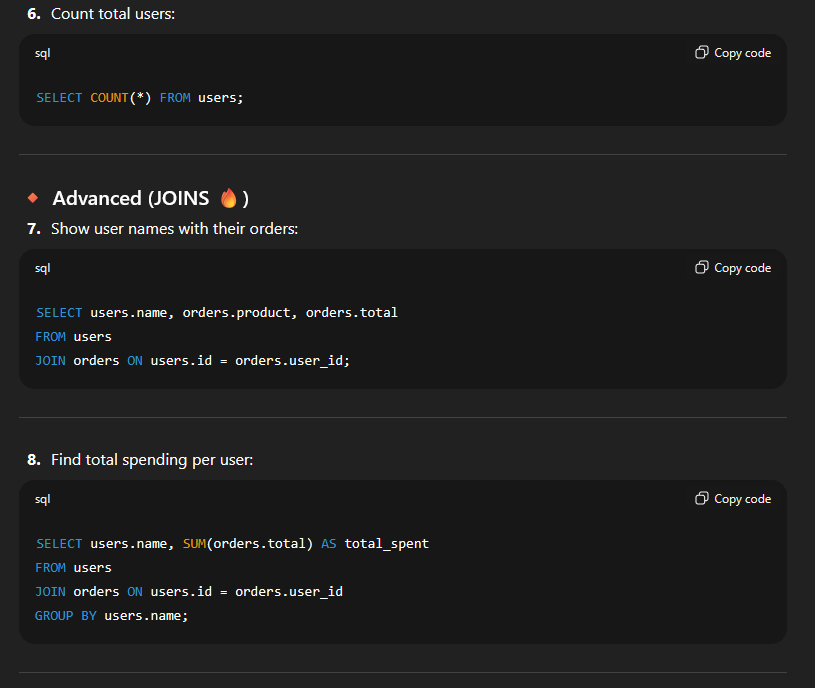 6. Count total users:
sql
Copy code
SELECT COUNT(*) FROM users;
Advanced (JOINS 🔥 )
7. Show user names with their orders:
sql
Copy code
SELECT users.name, orders.product, orders.total
FROM users
JOIN orders ON users.id = orders.user_id;
8. Find total spending per user:
sql
Copy code
SELECT users.name, SUM(orders.total) AS total_spent
FROM users
JOIN orders ON users.id = orders.user_id
GROUP BY users.name;